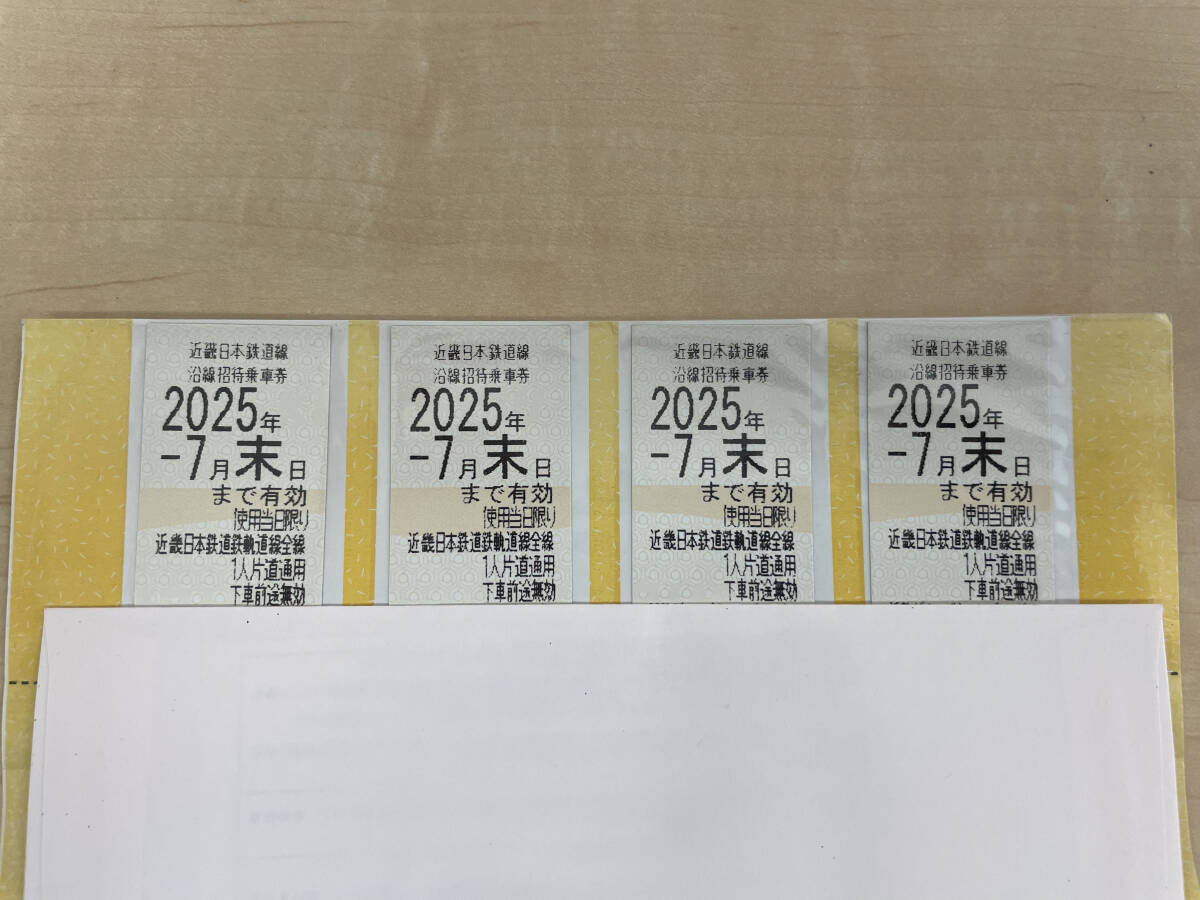 近畿日本鉄道線
沿線招待乗車券
2025年
-7月末日
まで有効
(使用当日限り)
近畿日本鉄道鉄軌道線全線
1人片道通用
下車前途無効
近畿日本鉄道線
沿線招待乗車券
2025年
-7月末日
まで有効
(使用当日限り)
近畿日本鉄道鉄軌道線全線
1人片道通用
下車前途無効
近畿日本鉄道線
沿線招待乗車券
2025年
-7月末日
まで有効
(使用当日限り)
近畿日本鉄道鉄軌道線全線
1人片道通用
下車前途無効
近畿日本鉄道線
沿線招待乗車券
2025年
-7月末日
まで有効
(使用当日限り)
近畿日本鉄道鉄軌道線全線
1人片道通用
下車前途無効